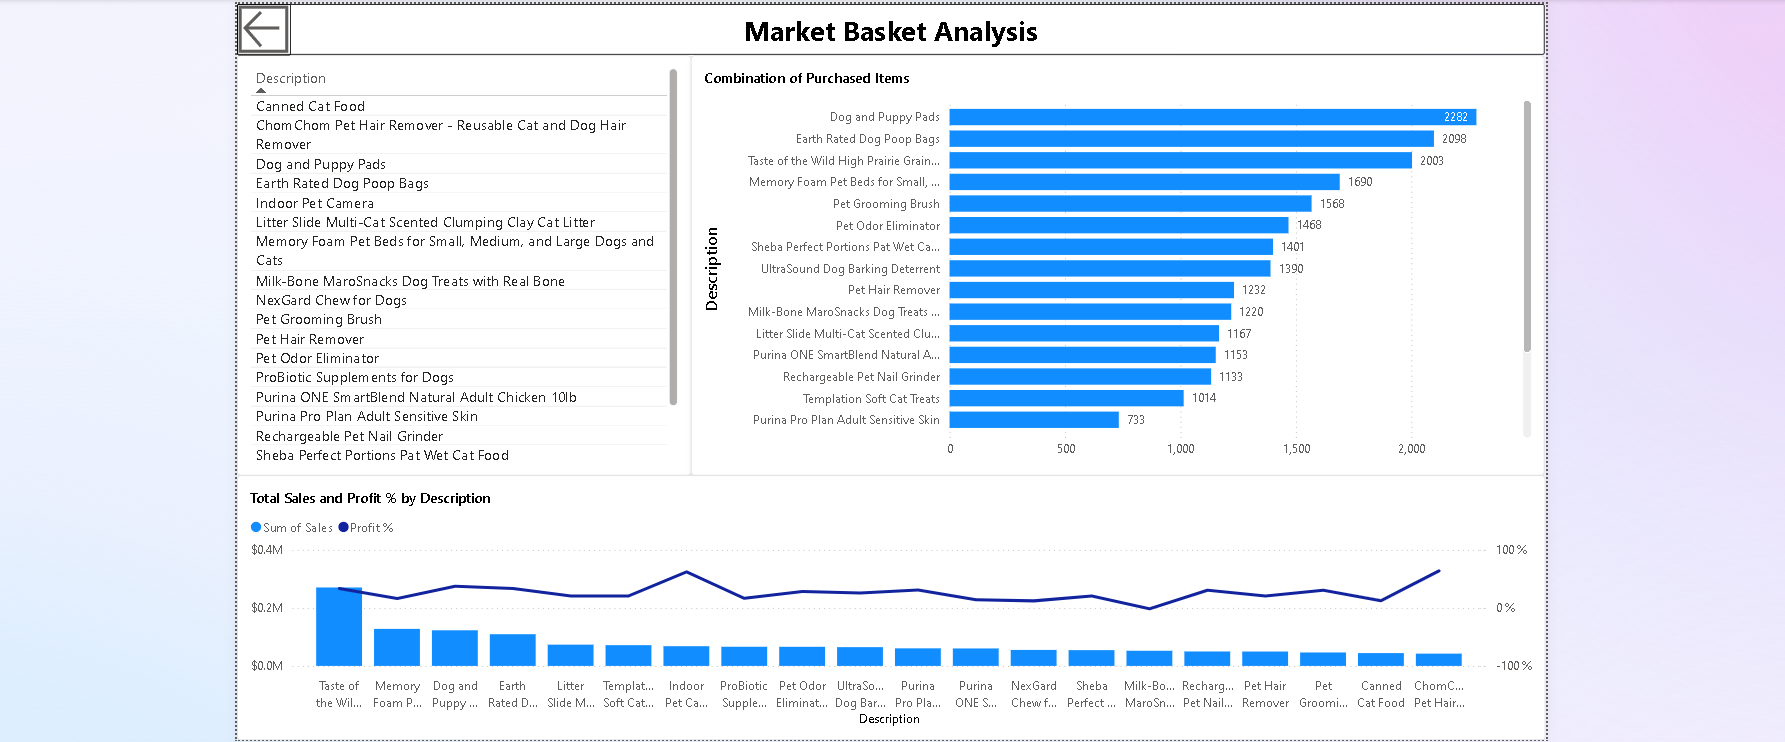 Market Basket Analysis
Description
Canned Cat Food
ChomChom Pet Hair Remover - Reusable Cat and Dog Hair
Remover
Dog and Puppy Pads
Earth Rated Dog Poop Bags
Indoor Pet Camera
Litter Slide Multi-Cat Scented Clumping Clay Cat Litter
Memory Foam Pet Beds for Small, Medium, and Large Dogs and
Cats
Milk-Bone MaroSnacks Dog Treats with Real Bone
NexGard Chew for Dogs
Pet Grooming Brush
Pet Hair Remover
Pet Odor Eliminator
ProBiotic Supplements for Dogs
Purina ONE SmartBlend Natural Adult Chicken 10lb
Purina Pro Plan Adult Sensitive Skin
Rechargeable Pet Nail Grinder
Sheba Perfect Portions Pat Wet Cat Food
Combination of Purchased Items
Description
Dog and Puppy Pads 2282
Earth Rated Dog Poop Bags 2098
Taste of the Wild High Prairie Grain... 2003
Memory Foam Pet Beds for Small, ... 1690
Pet Grooming Brush 1568
Pet Odor Eliminator 1468
Sheba Perfect Portions Pat Wet Ca... 1401
UltraSound Dog Barking Deterrent 1390
Pet Hair Remover 1232
Milk-Bone MaroSnacks Dog Treats ... 1220
Litter Slide Multi-Cat Scented Clu... 1167
Purina ONE SmartBlend Natural A... 1153
Rechargeable Pet Nail Grinder 1133
Templation Soft Cat Treats 1014
Purina Pro Plan Adult Sensitive Skin 733
0 500 1,000 1,500 2,000
Total Sales and Profit % by Description
Sum of Sales Profit %
$0.4M 100%
$0.2M 0%
$0.0M -100%
Taste of Memory Dog and Earth Litter Templat... Indoor ProBiotic Pet Odor UltraSo... Purina Purina NexGard Sheba Milk-Bo... Recharg... Pet Hair Pet Canned ChomC...
the Wil... Foam P... Puppy ... Rated D... Slide M... Soft Cat... Pet Ca... Supple... Eliminat... Dog Bar... Pro Pla... ONE S... Chew f... Perfect ... MaroSn... Pet Nail... Remover Groomi... Cat Food Pet Hair...
Description